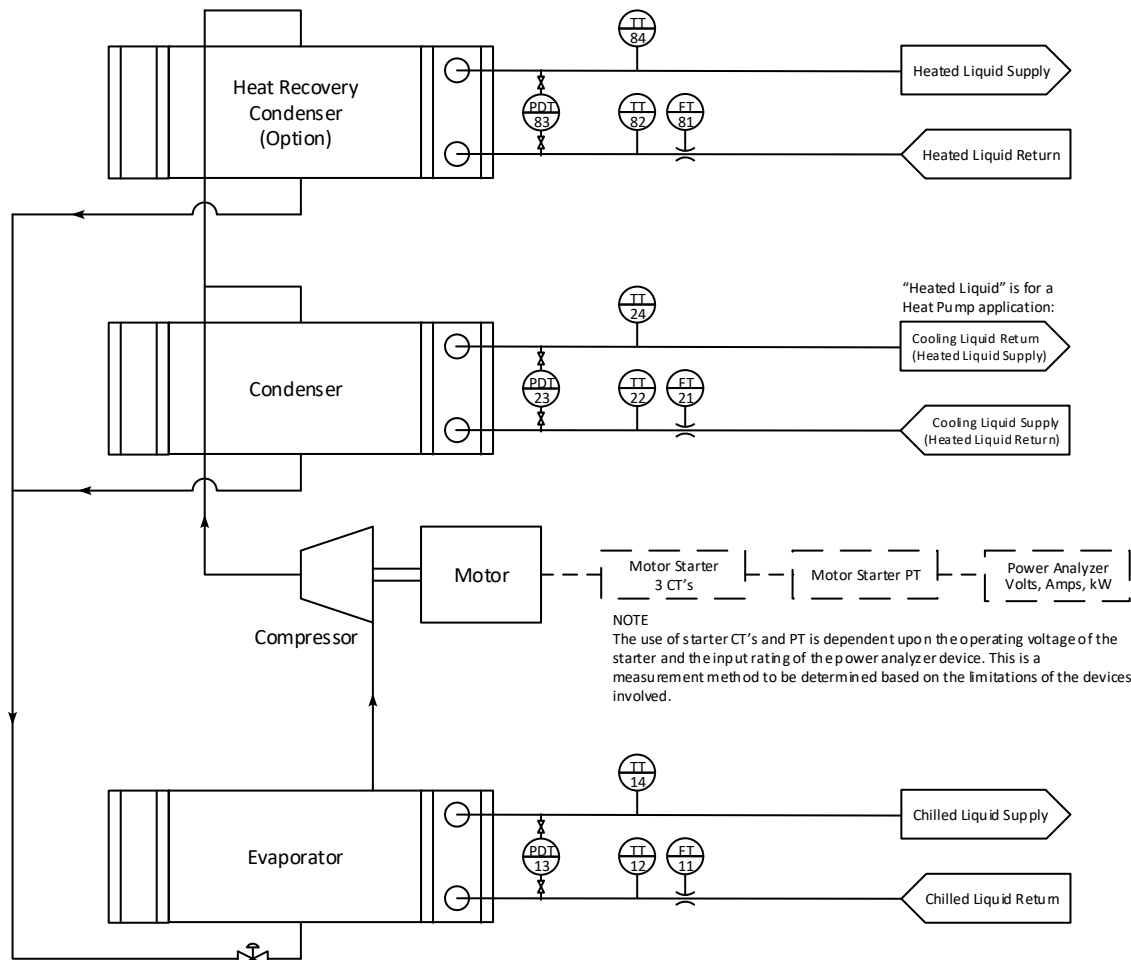 TT
84
Heat Recovery
Condenser
(Option)
Heated Liquid Supply
PDT
83
TT
82
FT
81
Heated Liquid Return
TT
24
"Heated Liquid" is for a
Heat Pump application:
Condenser
Cooling Liquid Return
(Heated Liquid Supply)
PDT
23
TT
22
FT
21
Cooling Liquid Supply
(Heated Liquid Return)
Compressor
Motor
Motor Starter
3 CT's
Motor Starter PT
Power Analyzer
Volts, Amps, kW
NOTE
The use of starter CT's and PT is dependent upon the operating voltage of the
starter and the input rating of the power analyzer device. This is a
measurement method to be determined based on the limitations of the devices
involved.
TT
14
Evaporator
Chilled Liquid Supply
PDT
13
TT
12
FT
11
Chilled Liquid Return